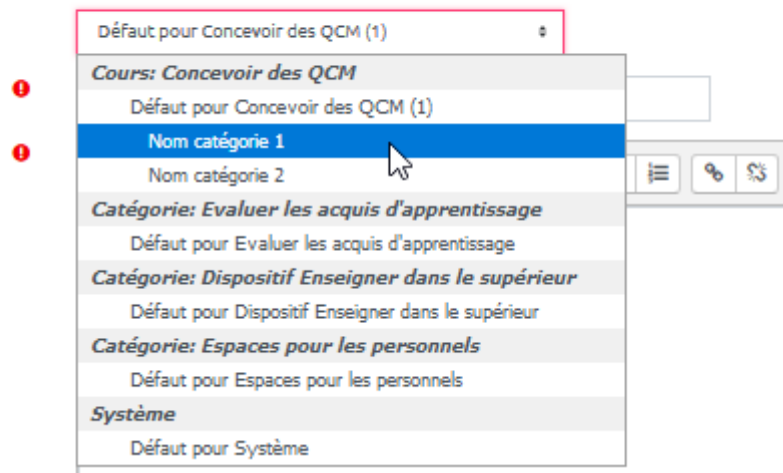 Défaut pour Concevoir des QCM (1)
Cours: Concevoir des QCM
Défaut pour Concevoir des QCM (1)
Nom catégorie 1
Nom catégorie 2
Catégorie: Evaluer les acquis d'apprentissage
Défaut pour Evaluer les acquis d'apprentissage
Catégorie: Dispositif Enseigner dans le supérieur
Défaut pour Dispositif Enseigner dans le supérieur
Catégorie: Espaces pour les personnels
Défaut pour Espaces pour les personnels
Système
Défaut pour Système